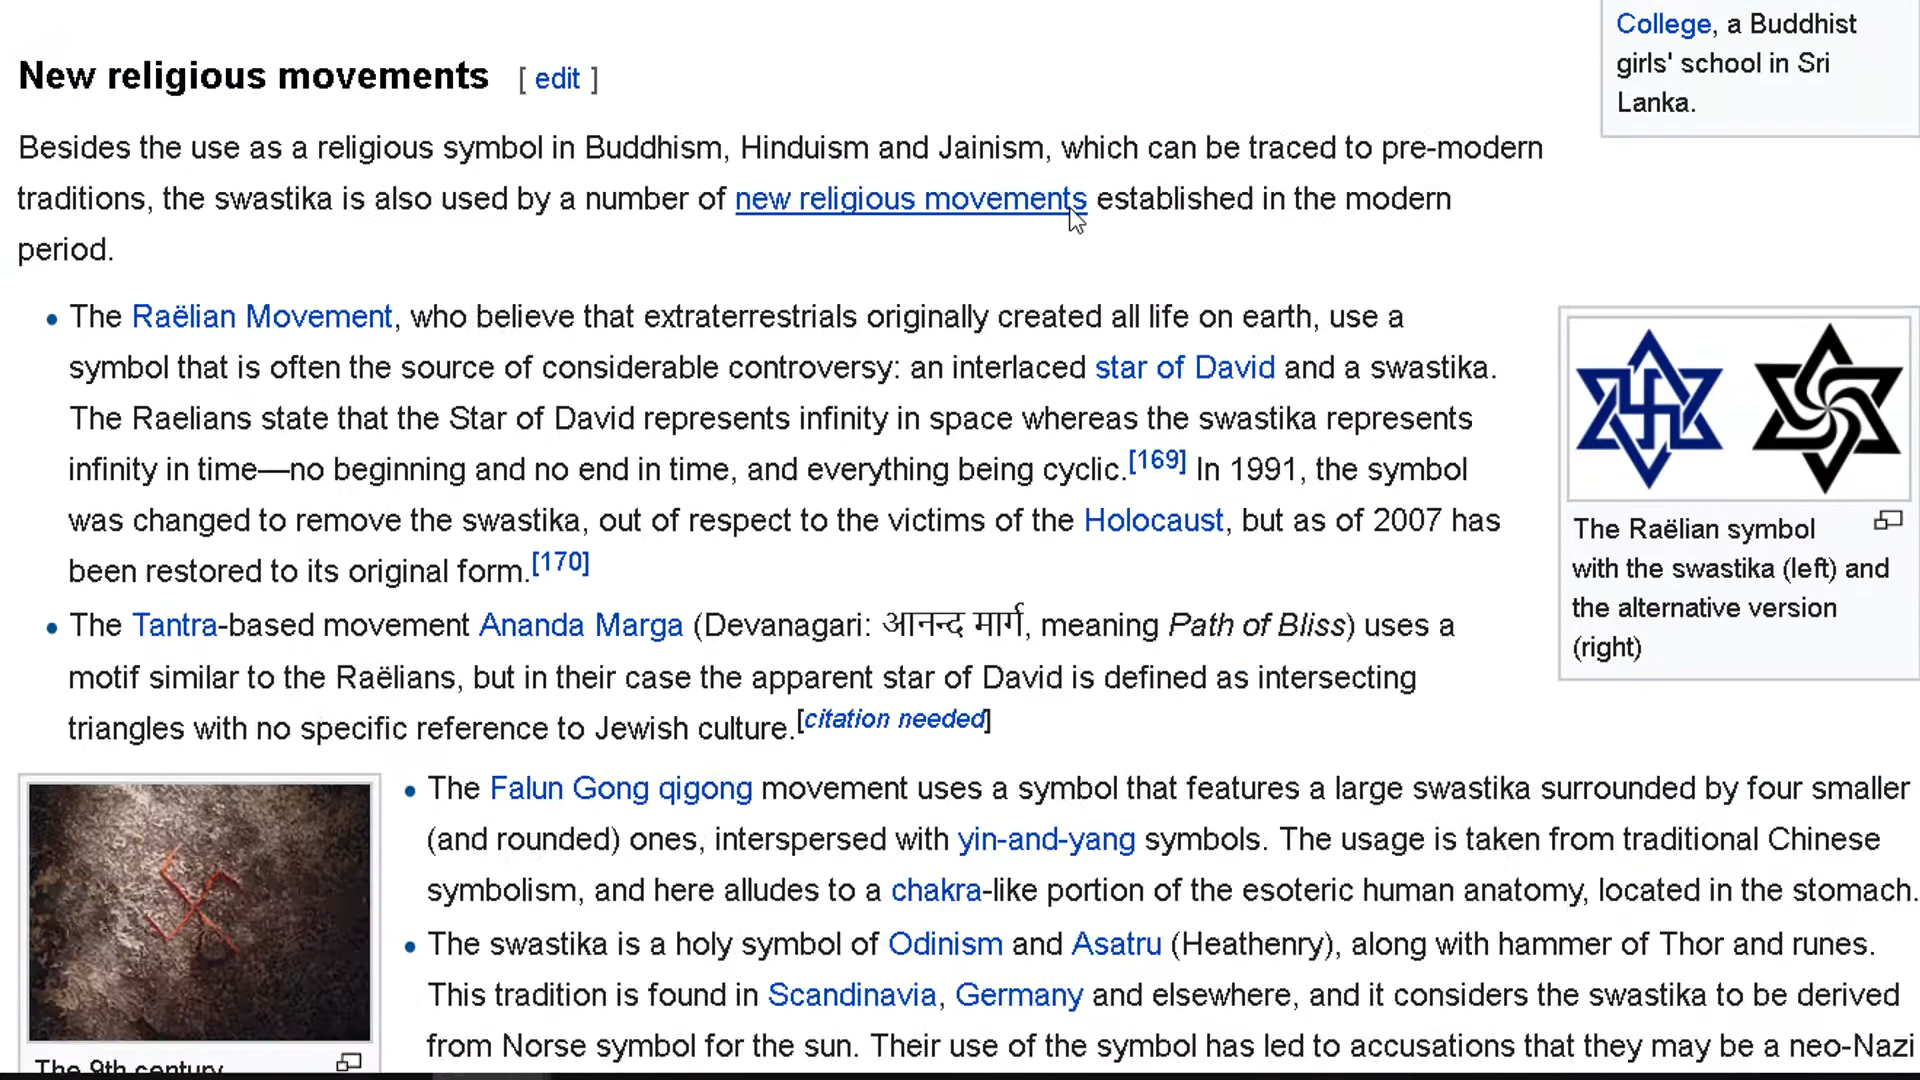 College, a Buddhist
girls' school in Sri
Lanka.
New religious movements [ edit ]
Besides the use as a religious symbol in Buddhism, Hinduism and Jainism, which can be traced to pre-modern
traditions, the swastika is also used by a number of new religious movements established in the modern
period.
• The Raëlian Movement, who believe that extraterrestrials originally created all life on earth, use a
symbol that is often the source of considerable controversy: an interlaced star of David and a swastika.
The Raelians state that the Star of David represents infinity in space whereas the swastika represents
infinity in time—no beginning and no end in time, and everything being cyclic.[169] In 1991, the symbol
was changed to remove the swastika, out of respect to the victims of the Holocaust, but as of 2007 has
been restored to its original form.[170]
The Raëlian symbol
with the swastika (left) and
the alternative version
(right)
• The Tantra-based movement Ananda Marga (Devanagari: आनन्द मार्ग, meaning Path of Bliss) uses a
motif similar to the Raëlians, but in their case the apparent star of David is defined as intersecting
triangles with no specific reference to Jewish culture.[citation needed]
• The Falun Gong qigong movement uses a symbol that features a large swastika surrounded by four smaller
(and rounded) ones, interspersed with yin-and-yang symbols. The usage is taken from traditional Chinese
symbolism, and here alludes to a chakra-like portion of the esoteric human anatomy, located in the stomach.
• The swastika is a holy symbol of Odinism and Asatru (Heathenry), along with hammer of Thor and runes.
This tradition is found in Scandinavia, Germany and elsewhere, and it considers the swastika to be derived
from Norse symbol for the sun. Their use of the symbol has led to accusations that they may be a neo-Nazi
The 9th century